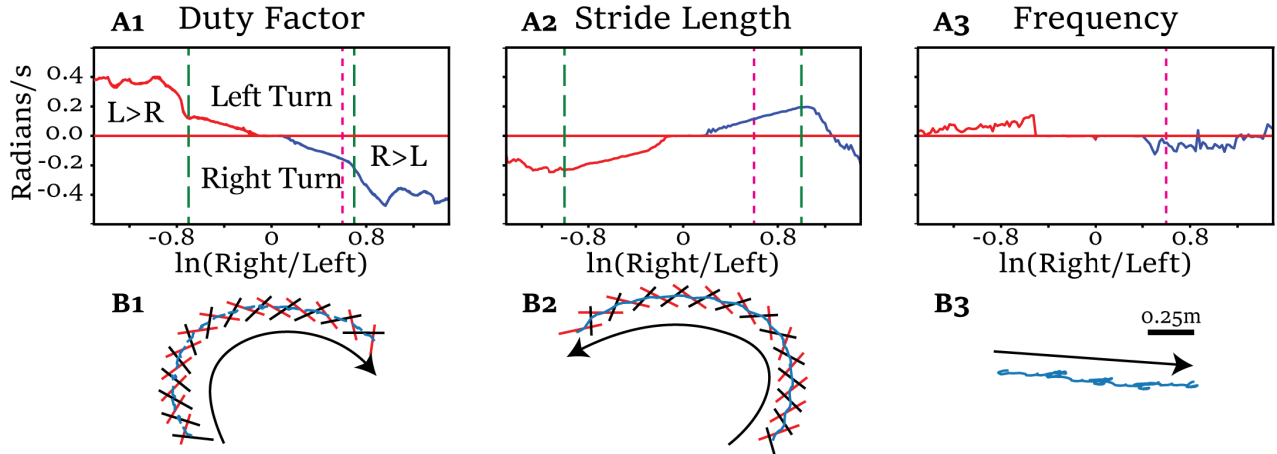 A1 Duty Factor
A2 Stride Length
A3 Frequency
Radians/s
0.4
0.2
0.0
-0.2
-0.4
L>R
Left Turn
Right Turn
R>L
-0.8 0 0.8
-0.8 0 0.8
-0.8 0 0.8
ln(Right/Left)
ln(Right/Left)
ln(Right/Left)
B1
B2
B3
0.25m